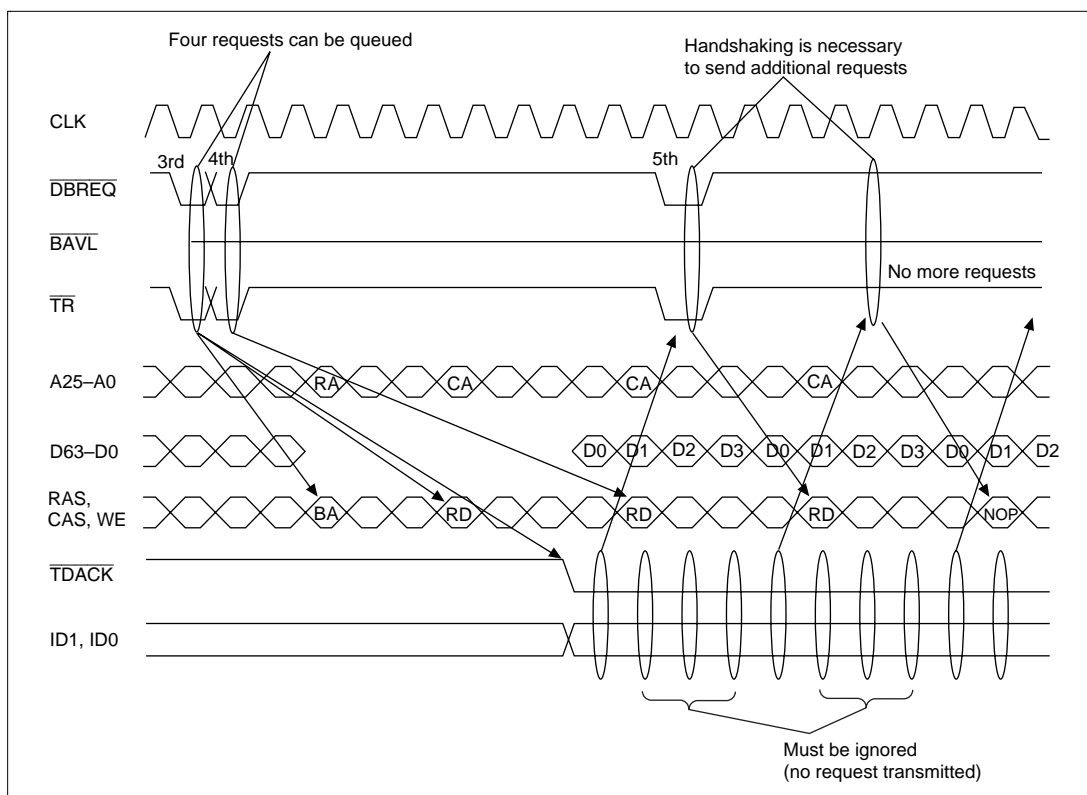 Four requests can be queued
Handshaking is necessary
to send additional requests
CLK
3rd 4th 5th
DBREQ
BAVL
No more requests
TR
A25–A0 RA CA CA CA
D63–D0 D0 D1 D2 D3 D0 D1 D2 D3 D0 D1 D2
RAS,
CAS, WE BA RD RD RD NOP
TDACK
ID1, ID0
Must be ignored
(no request transmitted)